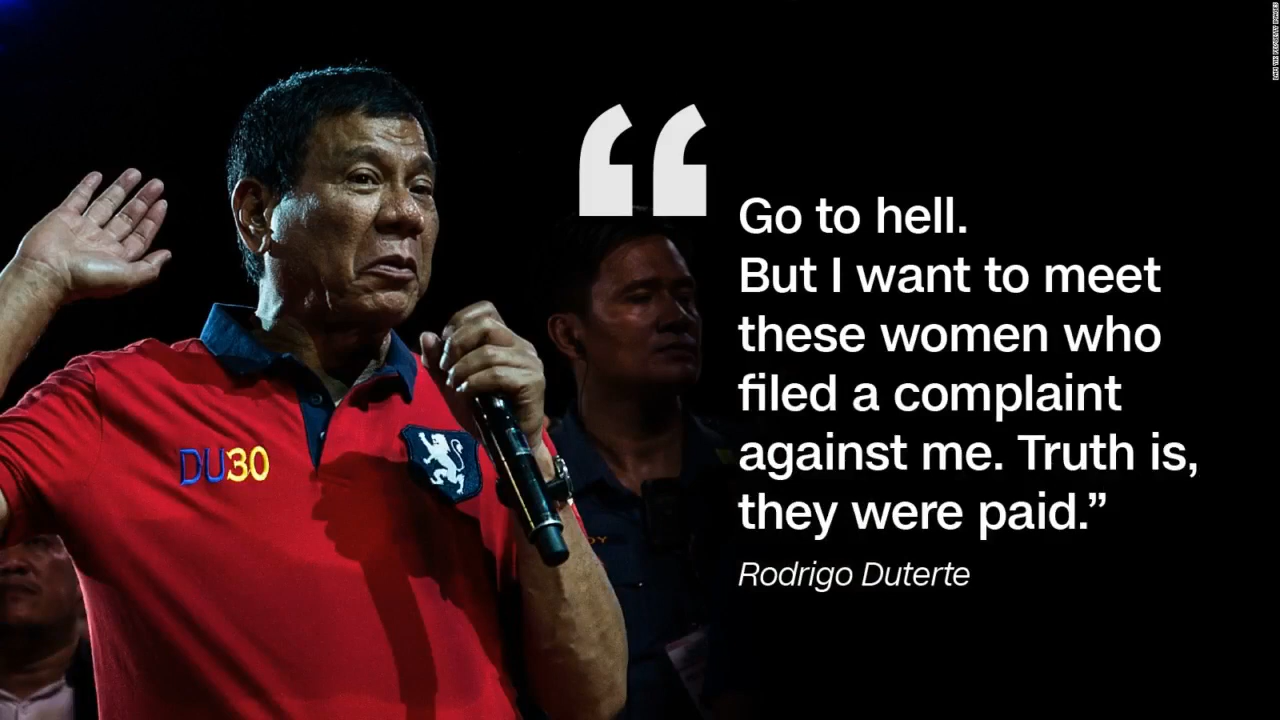 “
Go to hell.
But I want to meet
these women who
filed a complaint
against me. Truth is,
they were paid.”
Rodrigo Duterte
DU30